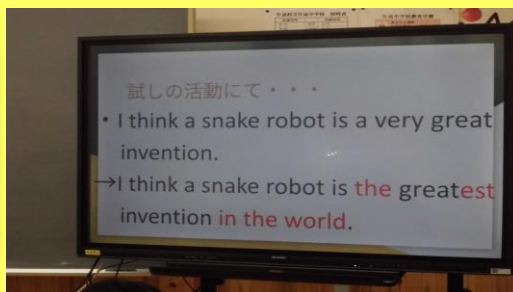 試しの活動にて・・・
• I think a snake robot is a very great
invention.
→I think a snake robot is the greatest
invention in the world.